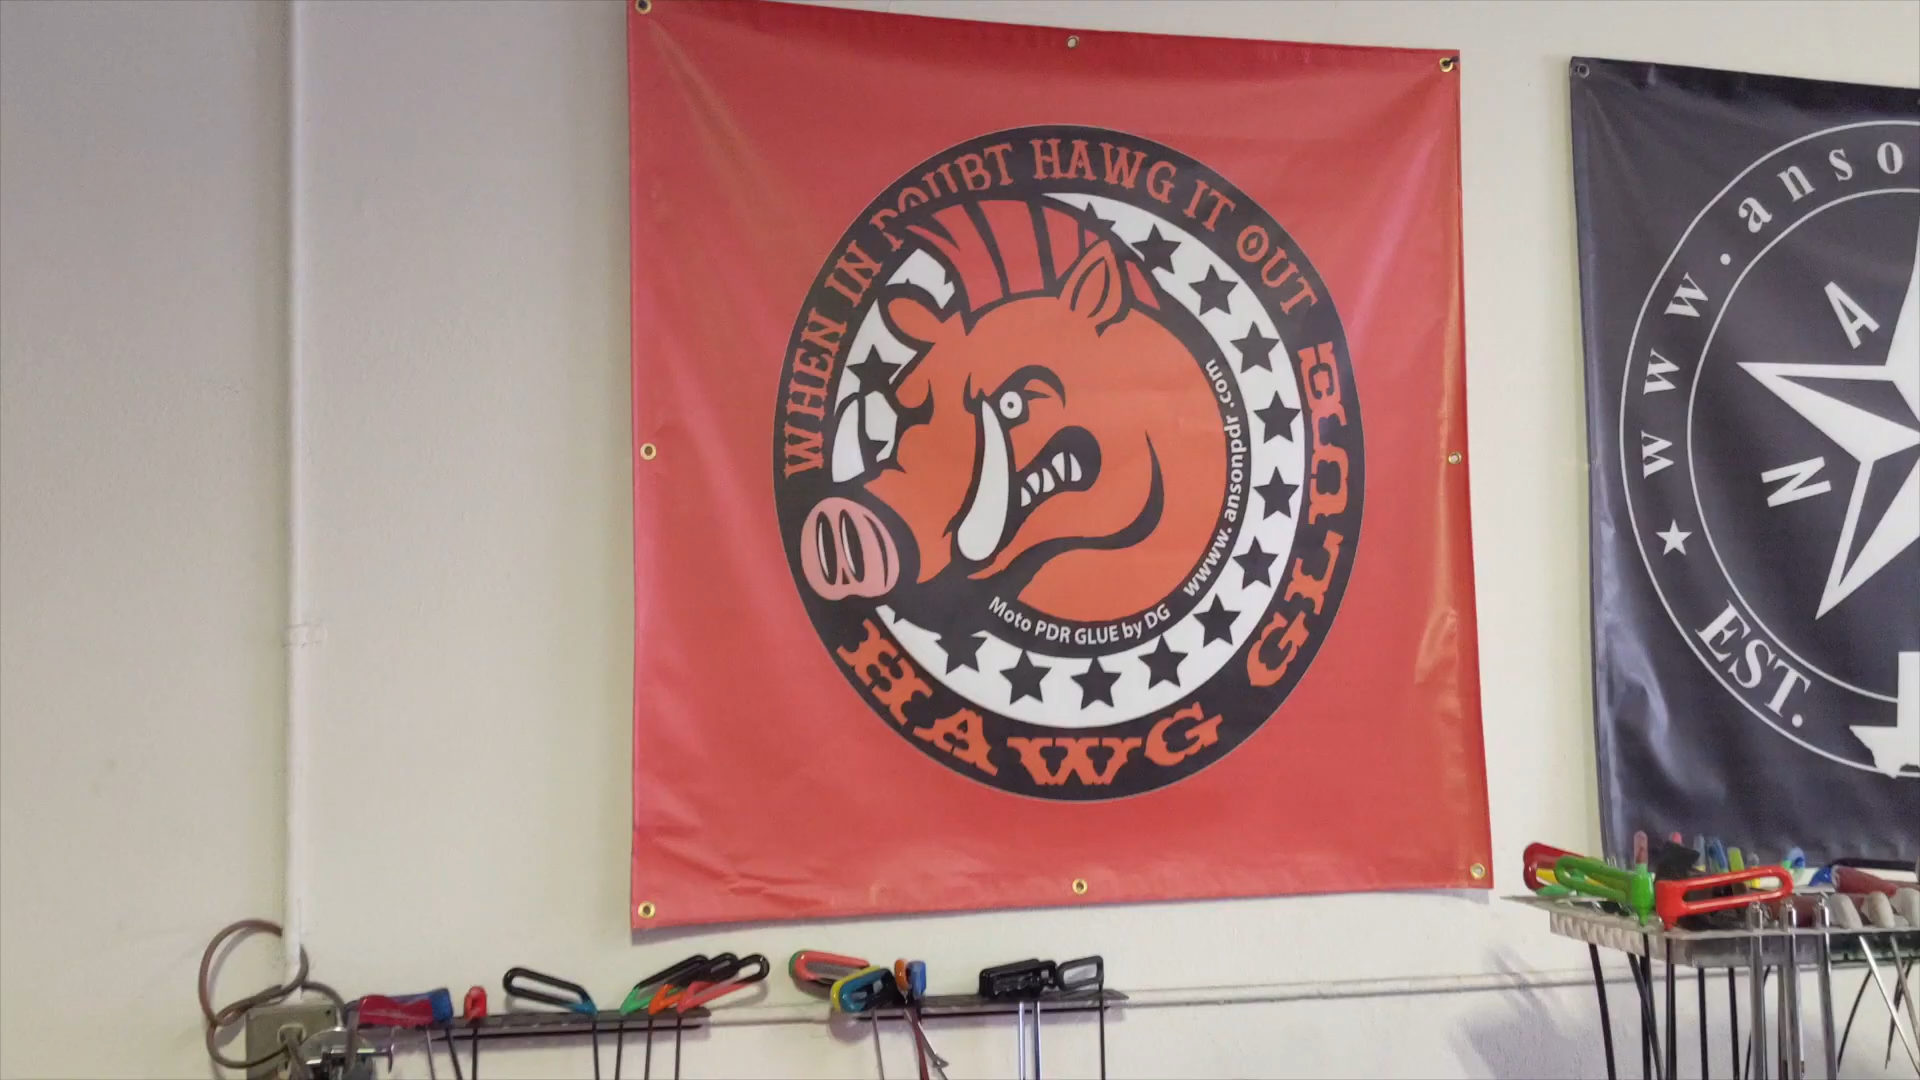 WHEN IN DOUBT HAWG IT OUT
HAWG GLUE
Moto PDR GLUE by DG www.ansonpdr.com
www.anso
A
N
EST.